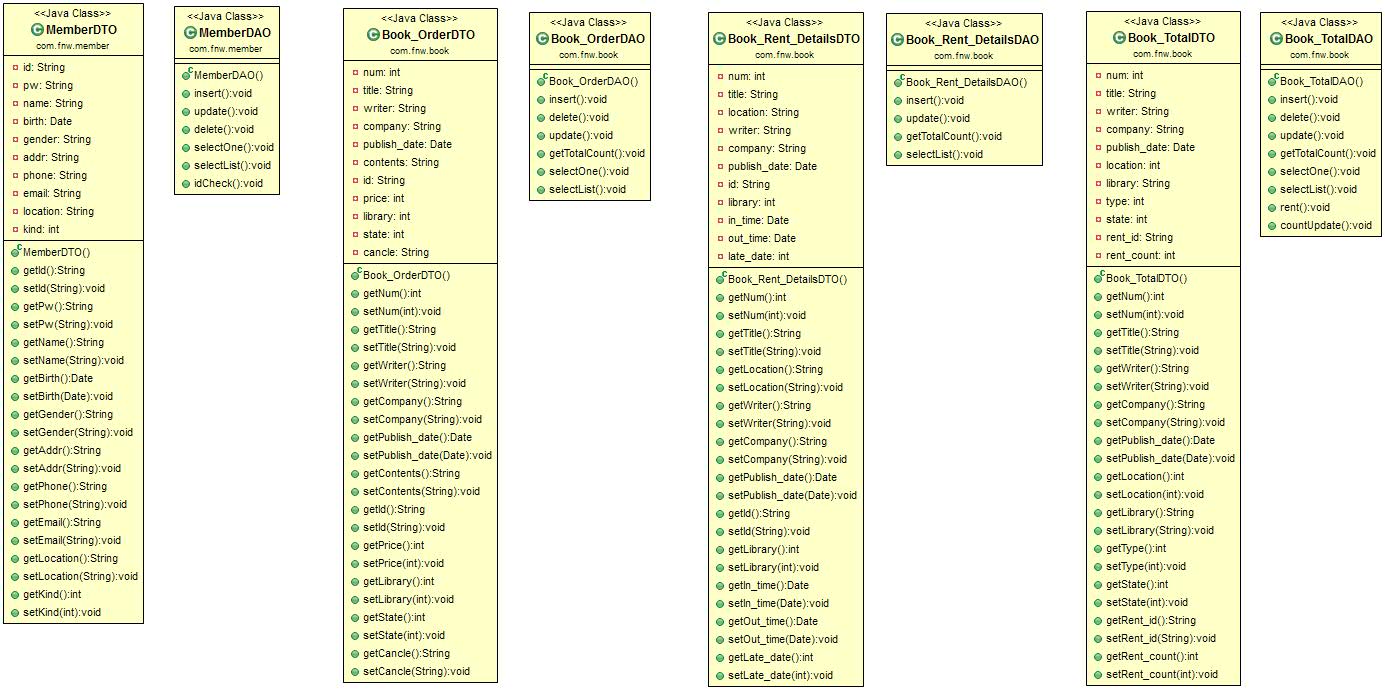 <<Java Class>>
MemberDTO
com.fnw.member
id: String
pw: String
name: String
birth: Date
gender: String
addr: String
phone: String
email: String
location: String
kind: int
MemberDTO()
getId():String
setId(String):void
getPw():String
setPw(String):void
getName():String
setName(String):void
getBirth():Date
setBirth(Date):void
getGender():String
setGender(String):void
getAddr():String
setAddr(String):void
getPhone():String
setPhone(String):void
getEmail():String
setEmail(String):void
getLocation():String
setLocation(String):void
getKind():int
setKind(int):void
<<Java Class>>
MemberDAO
com.fnw.member
MemberDAO()
insert():void
update():void
delete():void
selectOne():void
selectList():void
idCheck():void
<<Java Class>>
Book_OrderDTO
com.fnw.book
num: int
title: String
writer: String
company: String
publish_date: Date
contents: String
id: String
price: int
library: int
state: int
cancle: String
Book_OrderDTO()
getNum():int
setNum(int):void
getTitle():String
setTitle(String):void
getWriter():String
setWriter(String):void
getCompany():String
setCompany(String):void
getPublish_date():Date
setPublish_date(Date):void
getContents():String
setContents(String):void
getId():String
setId(String):void
getPrice():int
setPrice(int):void
getLibrary():int
setLibrary(int):void
getState():int
setState(int):void
getCancle():String
setCancle(String):void
<<Java Class>>
Book_OrderDAO
com.fnw.book
Book_OrderDAO()
insert():void
delete():void
update():void
getTotalCount():void
selectOne():void
selectList():void
<<Java Class>>
Book_Rent_DetailsDTO
com.fnw.book
num: int
title: String
location: String
writer: String
company: String
publish_date: Date
id: String
library: int
in_time: Date
out_time: Date
late_date: int
Book_Rent_DetailsDTO()
getNum():int
setNum(int):void
getTitle():String
setTitle(String):void
getLocation():String
setLocation(String):void
getWriter():String
setWriter(String):void
getCompany():String
setCompany(String):void
getPublish_date():Date
setPublish_date(Date):void
getId():String
setId(String):void
getLibrary():int
setLibrary(int):void
getIn_time():Date
setIn_time(Date):void
getOut_time():Date
setOut_time(Date):void
getLate_date():int
setLate_date(int):void
<<Java Class>>
Book_Rent_DetailsDAO
com.fnw.book
Book_Rent_DetailsDAO()
insert():void
update():void
getTotalCount():void
selectList():void
<<Java Class>>
Book_TotalDTO
com.fnw.book
num: int
title: String
writer: String
company: String
publish_date: Date
location: int
library: String
type: int
state: int
rent_id: String
rent_count: int
Book_TotalDTO()
getNum():int
setNum(int):void
getTitle():String
setTitle(String):void
getWriter():String
setWriter(String):void
getCompany():String
setCompany(String):void
getPublish_date():Date
setPublish_date(Date):void
getLocation():int
setLocation(int):void
getLibrary():String
setLibrary(String):void
getType():int
setType(int):void
getState():int
setState(int):void
getRent_id():String
setRent_id(String):void
getRent_count():int
setRent_count(int):void
<<Java Class>>
Book_TotalDAO
com.fnw.book
Book_TotalDAO()
insert():void
delete():void
update():void
getTotalCount():void
selectOne():void
selectList():void
rent():void
countUpdate():void